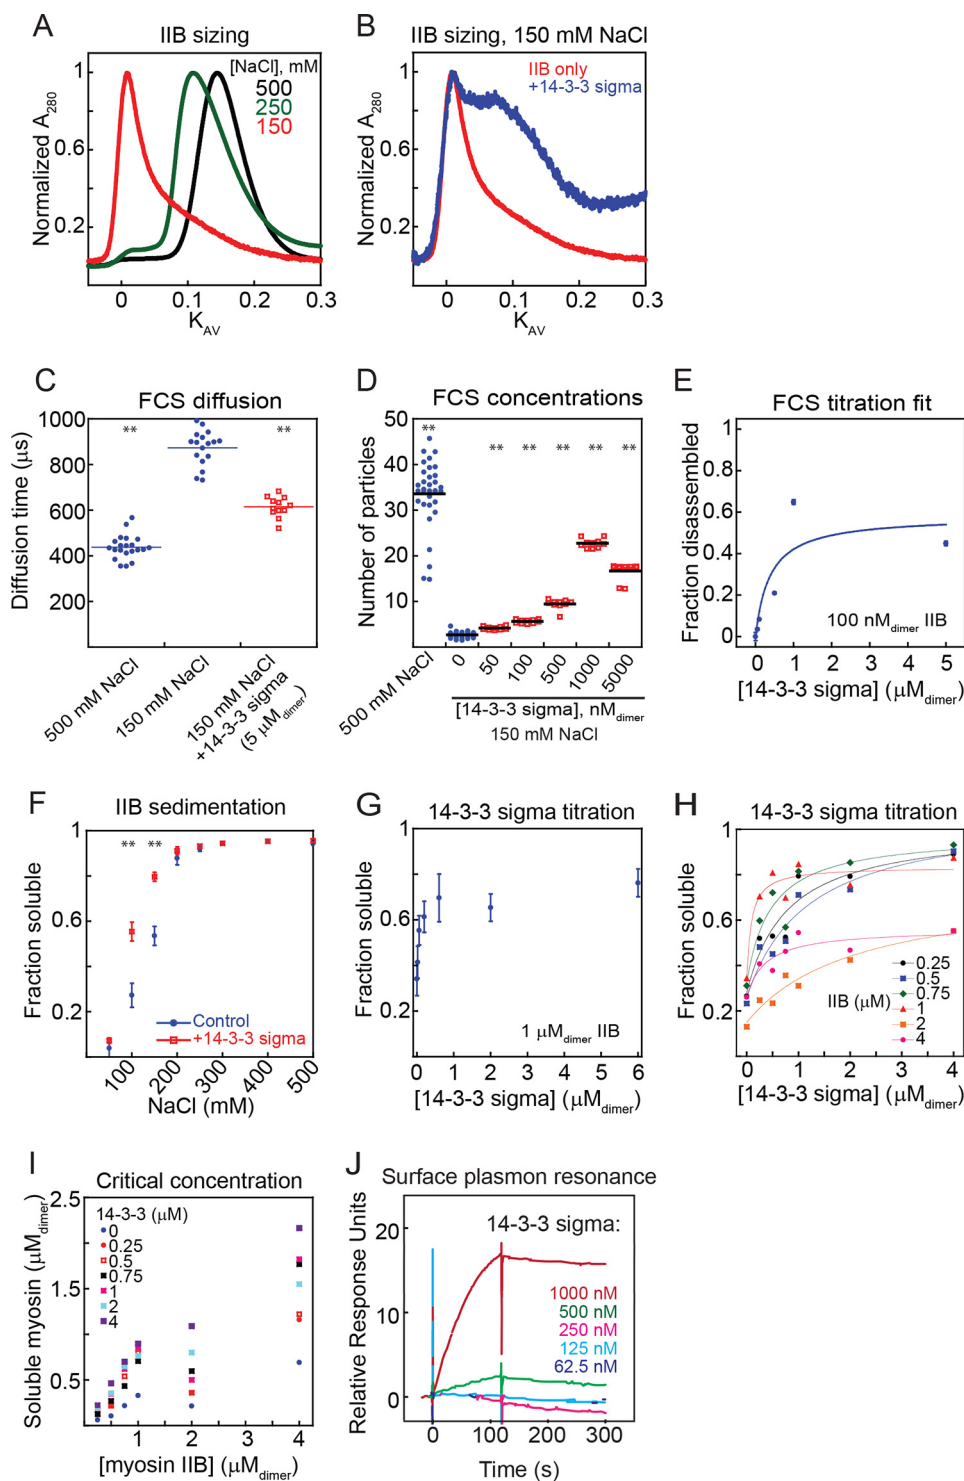 A
IIB sizing
[NaCl], mM
500
250
150
Normalized A280
1
0.6
0.2
0 0.1 0.2 0.3
KAV
B
IIB sizing, 150 mM NaCl
IIB only
+14-3-3 sigma
Normalized A280
1
0.6
0.2
0 0.1 0.2 0.3
KAV
C
FCS diffusion
Diffusion time (µs)
1000
800
600
400
200
** **
500 mM NaCl
150 mM NaCl
150 mM NaCl
+14-3-3 sigma
(5 µMdimer)
D
FCS concentrations
Number of particles
50
40
30
20
10
** ** ** ** ** **
500 mM NaCl
0 50 100 500 1000 5000
[14-3-3 sigma], nMdimer
150 mM NaCl
E
FCS titration fit
Fraction disassembled
1
0.8
0.6
0.4
0.2
0
100 nMdimer IIB
0 1 2 3 4 5
[14-3-3 sigma] (µMdimer)
F
IIB sedimentation
Fraction soluble
1
0.6
0.2
** **
Control
+14-3-3 sigma
100 200 300 400 500
NaCl (mM)
G
14-3-3 sigma titration
Fraction soluble
1
0.8
0.6
0.4
0.2
1 µMdimer IIB
0 1 2 3 4 5 6
[14-3-3 sigma] (µMdimer)
H
14-3-3 sigma titration
Fraction soluble
1
0.6
0.2
IIB (µM)
0.25
0.5
0.75
1
2
4
0 1 2 3 4
[14-3-3 sigma] (µMdimer)
I
Critical concentration
Soluble myosin (µMdimer)
2.5
1.5
0.5
14-3-3 (µM)
0
0.25
0.5
0.75
1
2
4
1 2 3 4
[myosin IIB] (µMdimer)
J
Surface plasmon resonance
Relative Response Units
20
10
0
14-3-3 sigma:
1000 nM
500 nM
250 nM
125 nM
62.5 nM
0 100 200 300
Time (s)